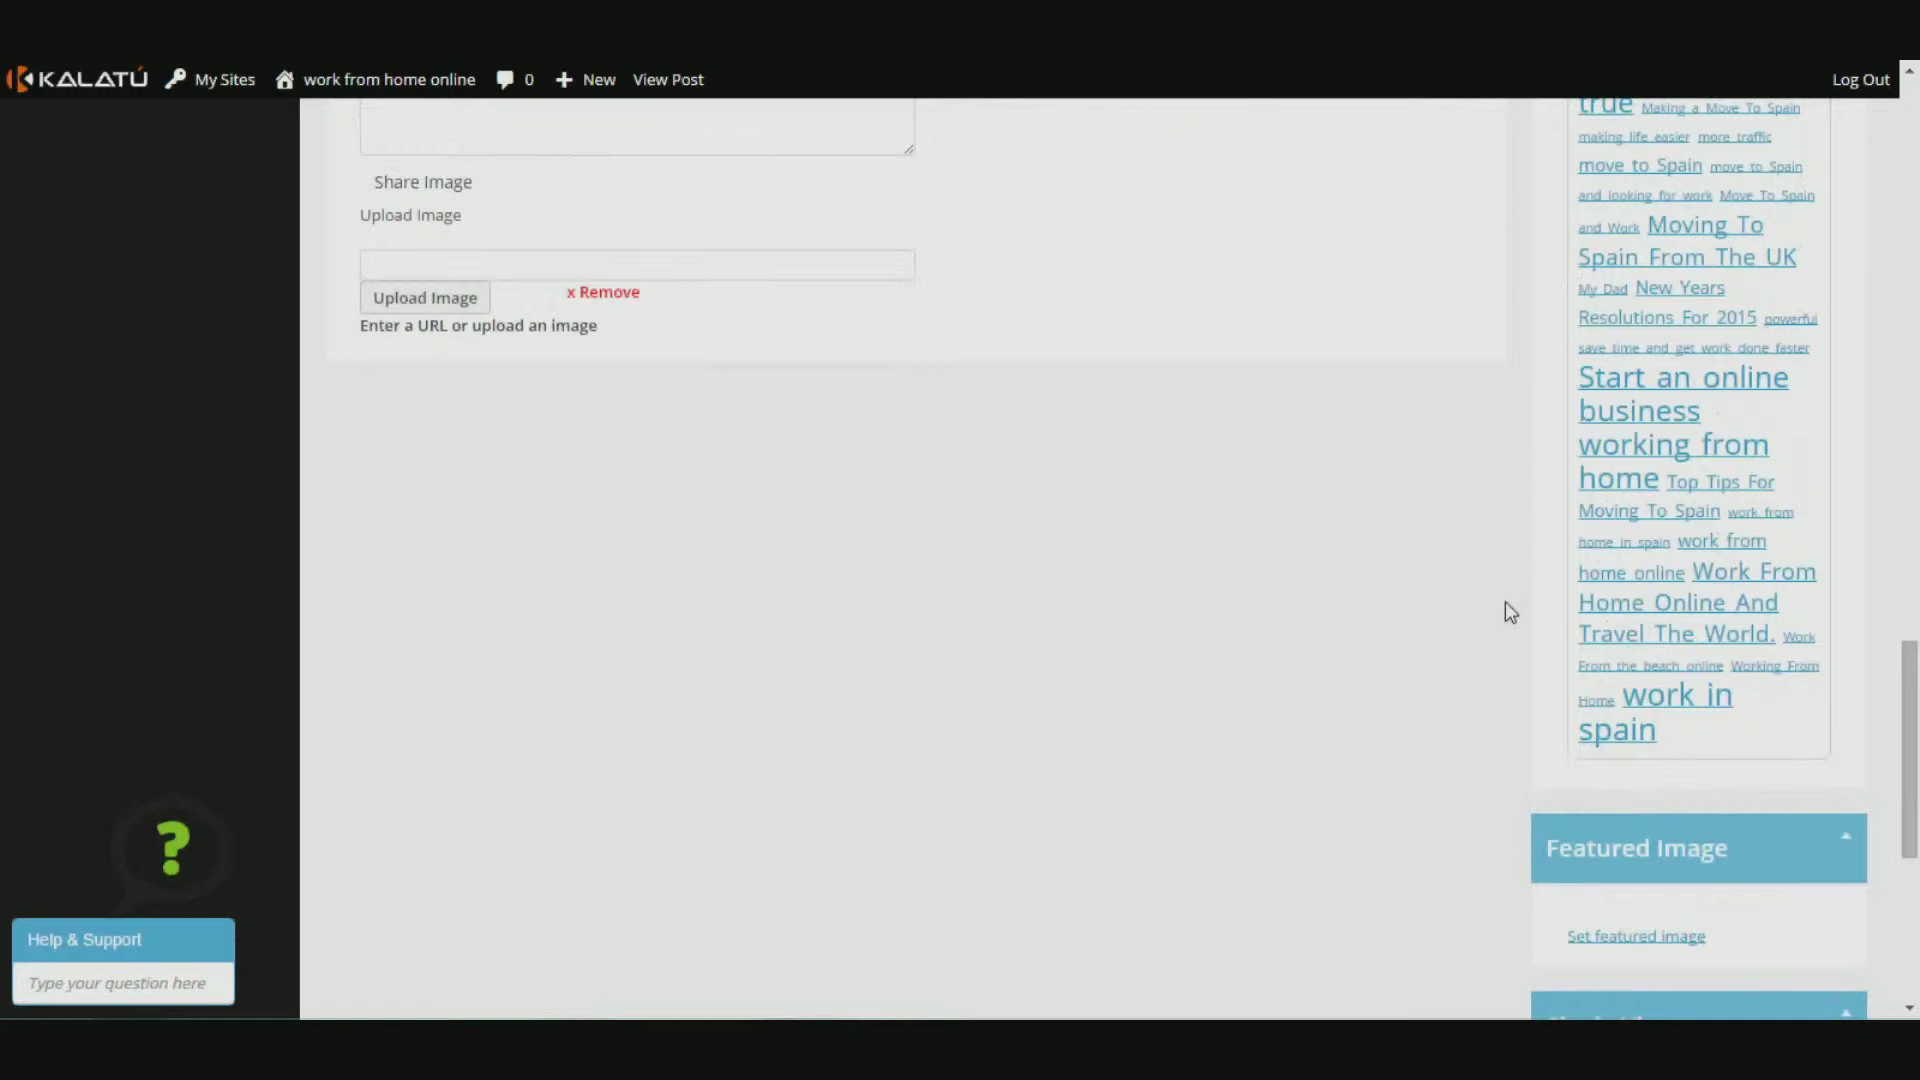 KALATÚ My Sites work from home online 0 New View Post Log Out
Share Image
Upload Image
Upload Image x Remove
Enter a URL or upload an image
true Making a Move To Spain
making life easier more traffic
move to Spain move to Spain
and looking for work Move To Spain
and Work Moving To
Spain From The UK
My Dad New Years
Resolutions For 2015 powerful
save time and get work done faster
Start an online
business
working from
home Top Tips For
Moving To Spain work from
home in spain work from
home online Work From
Home Online And
Travel The World. Work
From the beach online Working From
Home work in
spain
Featured Image
Set featured image
?
Help & Support
Type your question here